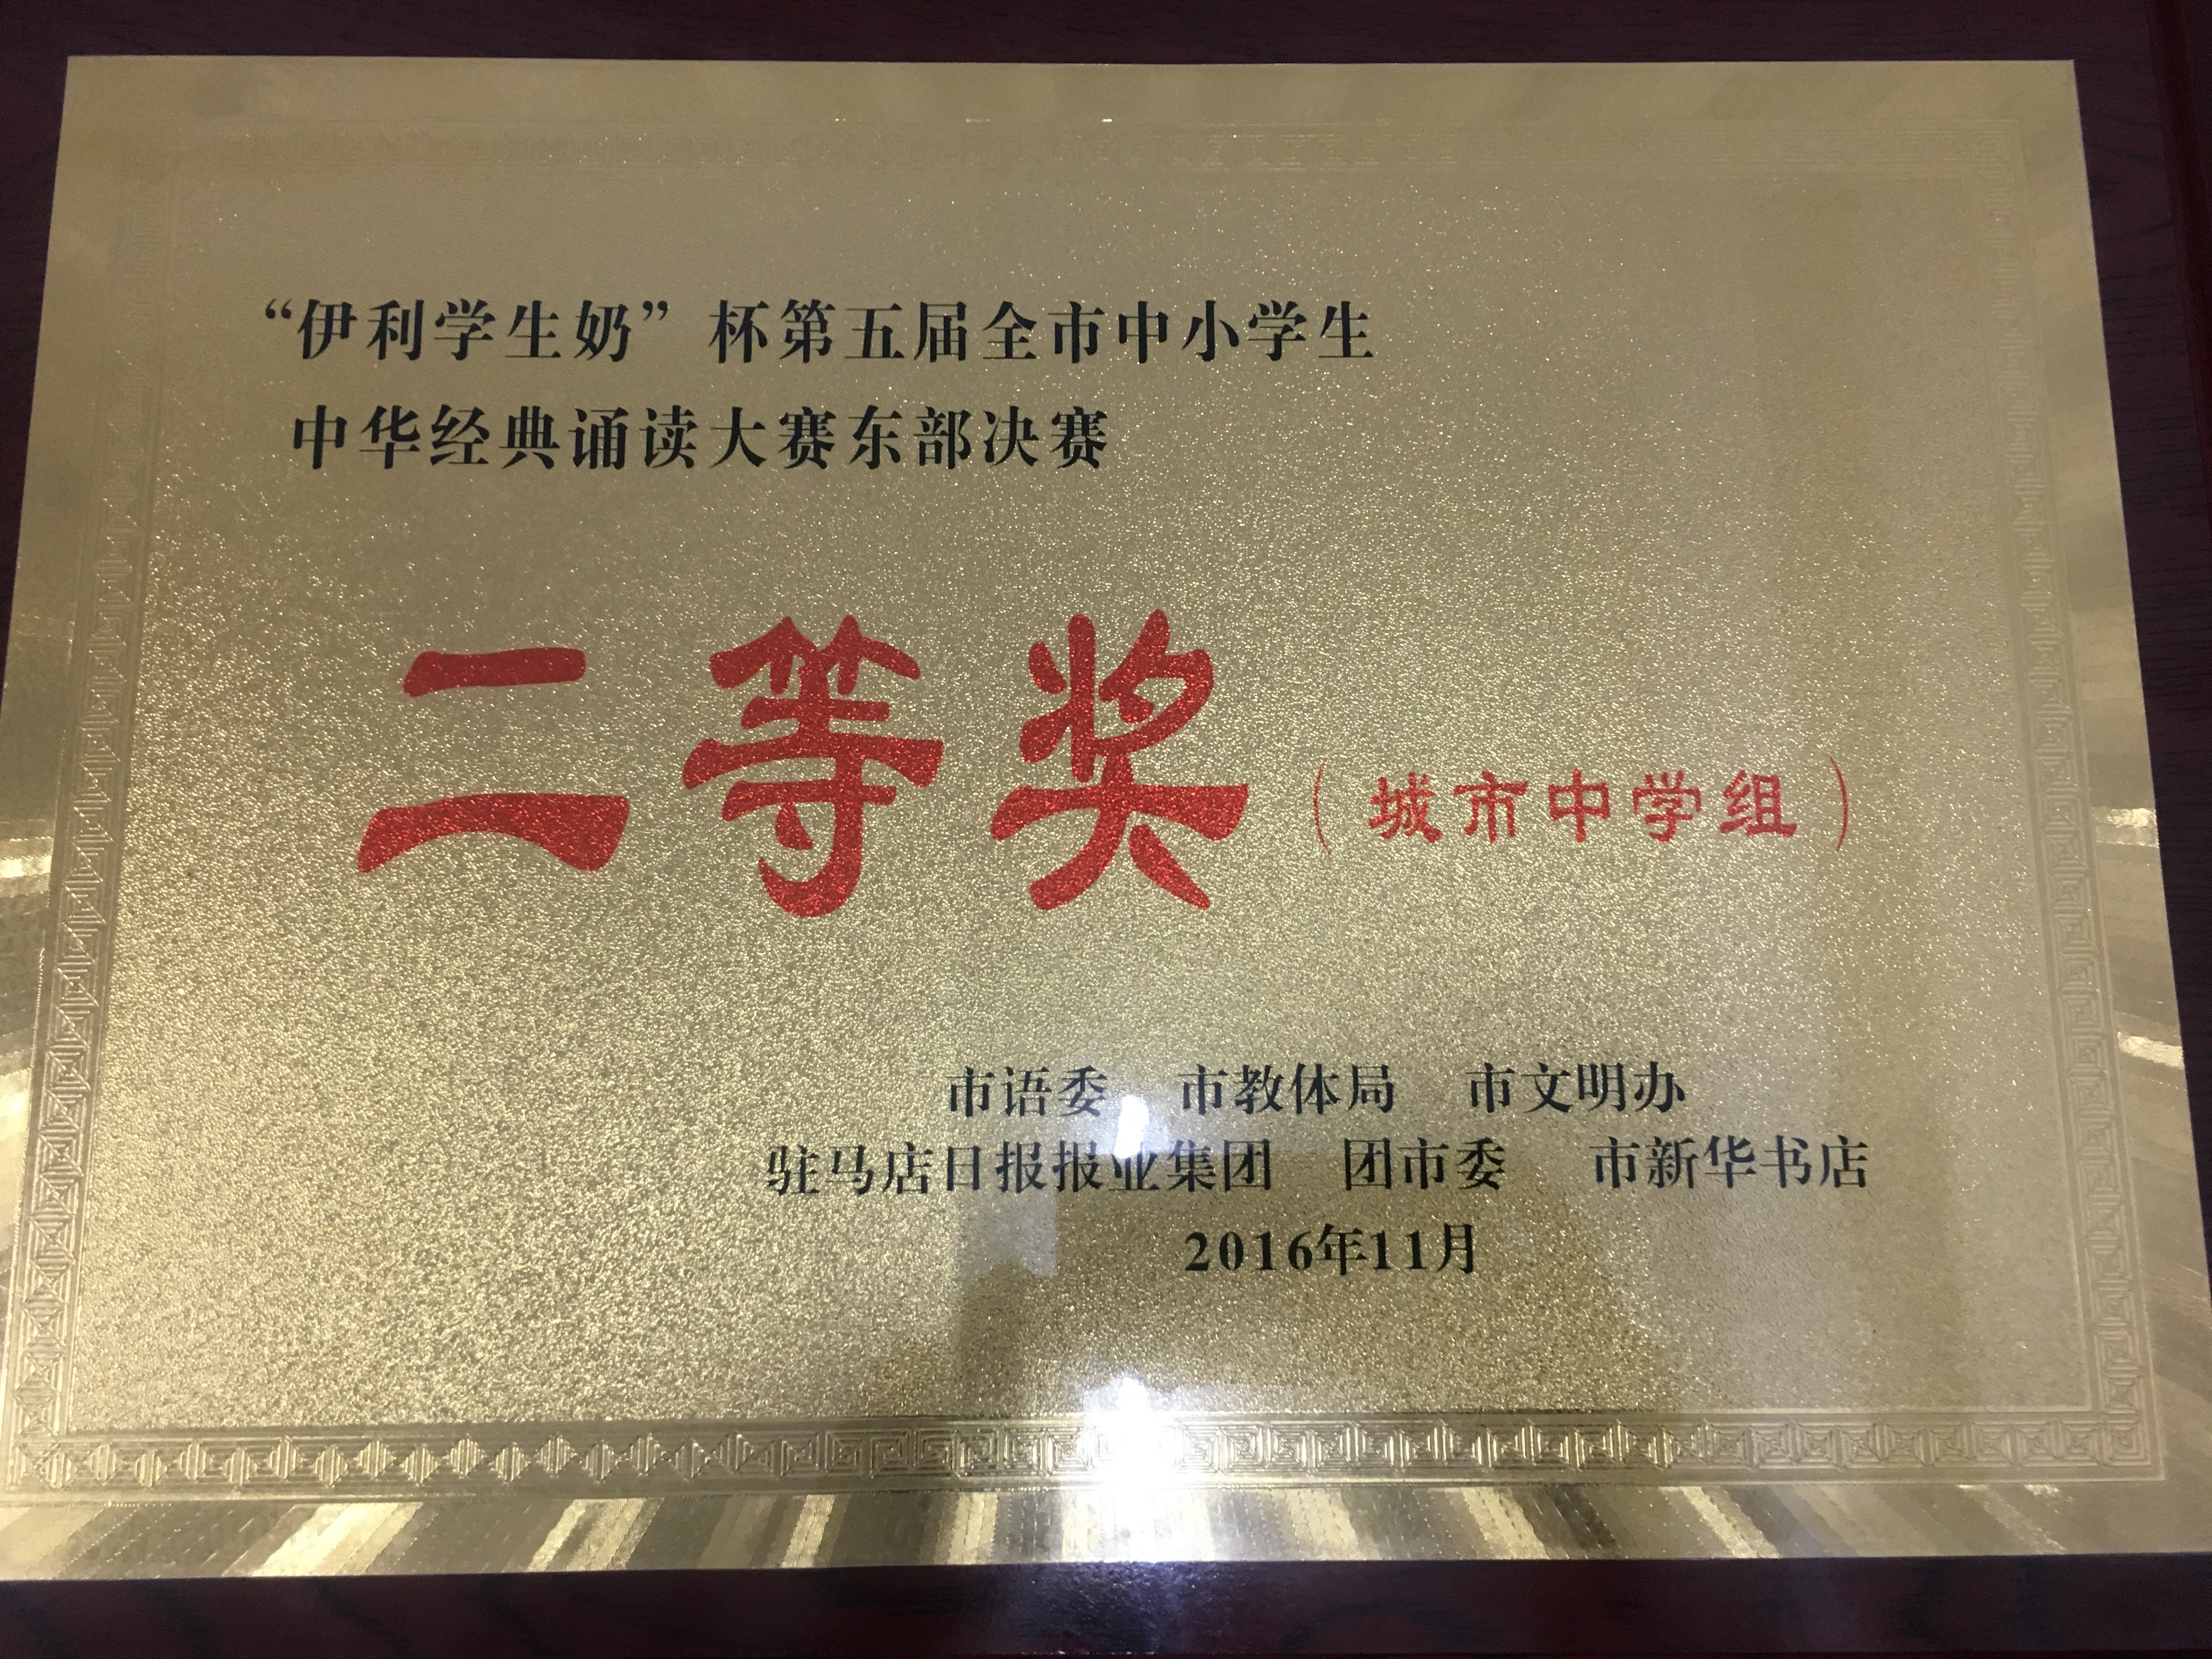 “伊利学生奶”杯第五届全市中小学生
中华经典诵读大赛东部决赛
二等奖（城市中学组）
市语委 市教体局 市文明办
驻马店日报报业集团 团市委 市新华书店
2016年11月